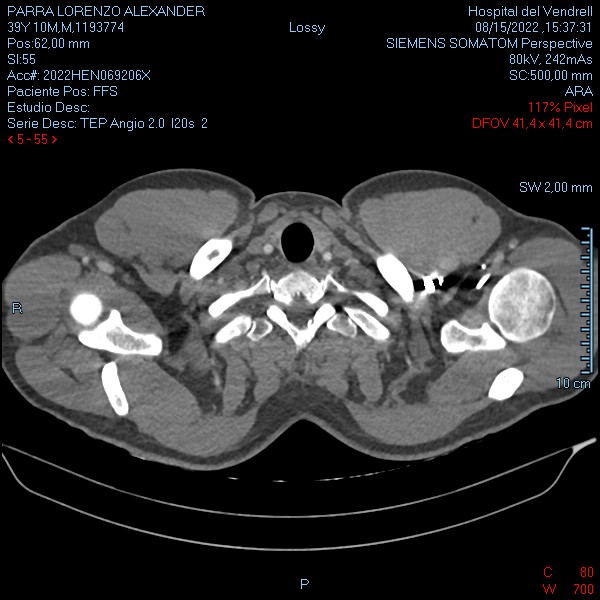 PARRA LORENZO ALEXANDER
39Y 10M,M,1193774
Pos:62,00 mm
SI:55
Acc#: 2022HEN069206X
Paciente Pos: FFS
Estudio Desc:
Serie Desc: TEP Angio 2.0 I20s 2
< 5 - 55 >
Lossy
Hospital del Vendrell
08/15/2022 ,15:37:31
SIEMENS SOMATOM Perspective
80kV, 242mAs
SC:500,00 mm
ARA
117% Pixel
DFOV 41,4 x 41,4 cm
SW 2,00 mm
R
10 cm
P
C 80
W 700